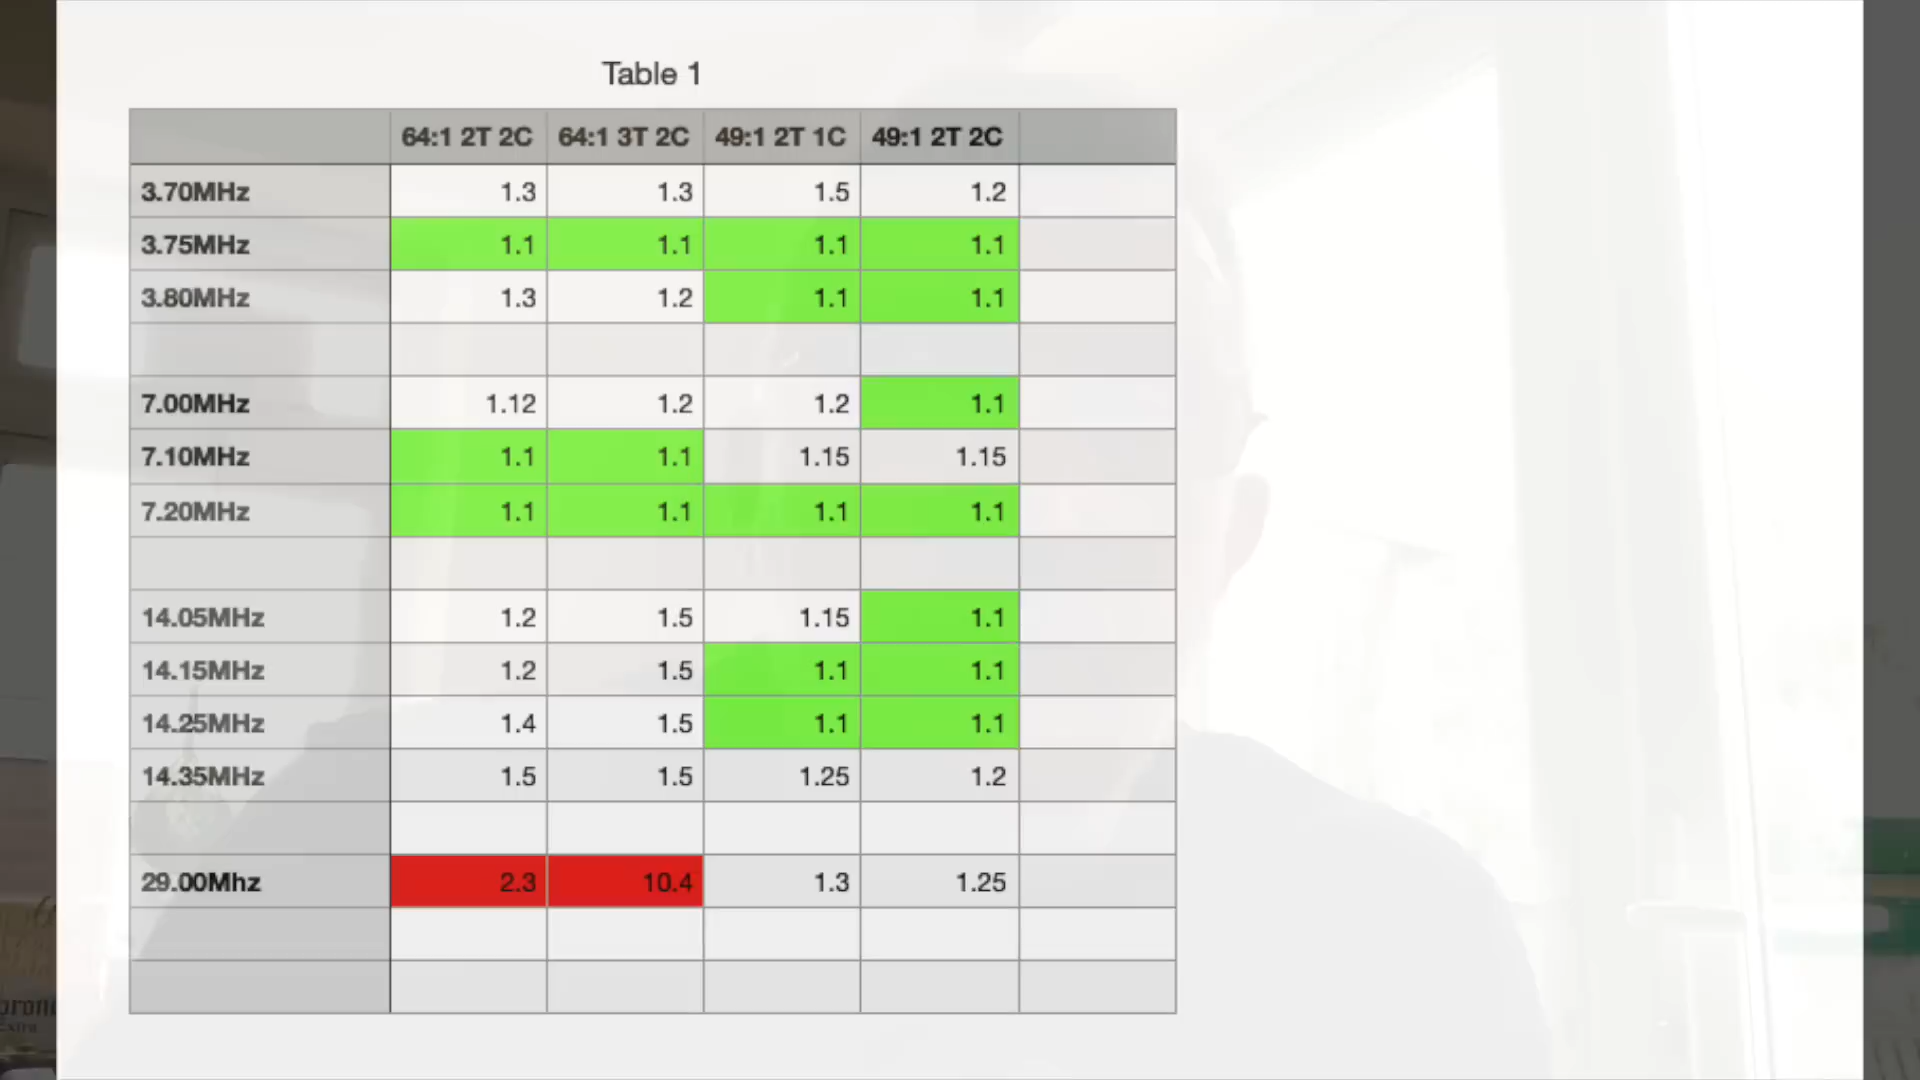 Table 1
64:1 2T 2C 64:1 3T 2C 49:1 2T 1C 49:1 2T 2C
3.70MHz 1.3 1.3 1.5 1.2
3.75MHz 1.1 1.1 1.1 1.1
3.80MHz 1.3 1.2 1.1 1.1
7.00MHz 1.12 1.2 1.2 1.1
7.10MHz 1.1 1.1 1.15 1.15
7.20MHz 1.1 1.1 1.1 1.1
14.05MHz 1.2 1.5 1.15 1.1
14.15MHz 1.2 1.5 1.1 1.1
14.25MHz 1.4 1.5 1.1 1.1
14.35MHz 1.5 1.5 1.25 1.2
29.00Mhz 2.3 10.4 1.3 1.25